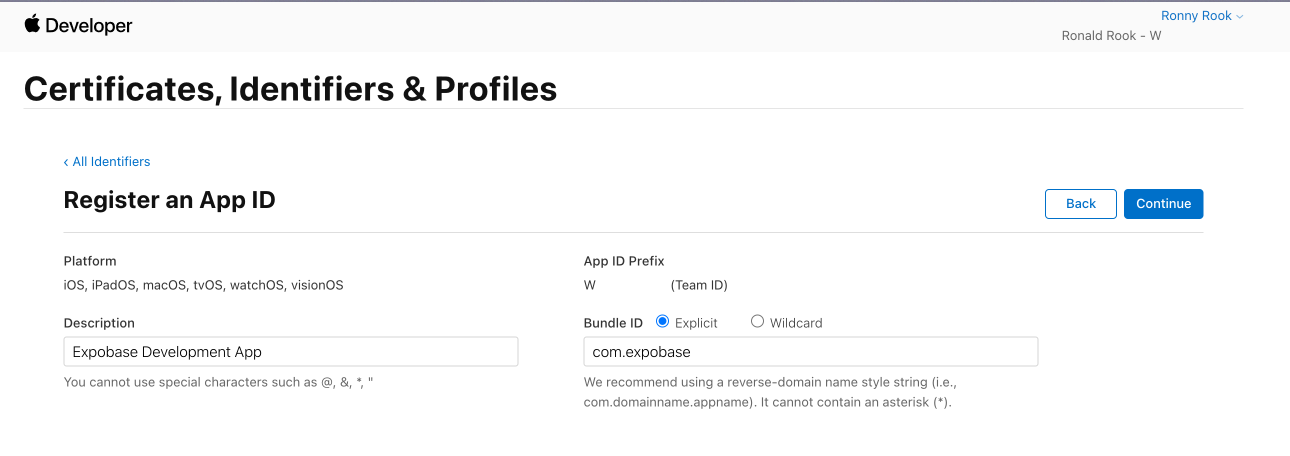 Developer
Ronny Rook
Ronald Rook - W
Certificates, Identifiers & Profiles
‹ All Identifiers
Register an App ID
Back
Continue
Platform
iOS, iPadOS, macOS, tvOS, watchOS, visionOS
App ID Prefix
W (Team ID)
Description
Expobase Development App
You cannot use special characters such as @, &, *, "
Bundle ID Explicit Wildcard
com.expobase
We recommend using a reverse-domain name style string (i.e.,
com.domainname.appname). It cannot contain an asterisk (*).